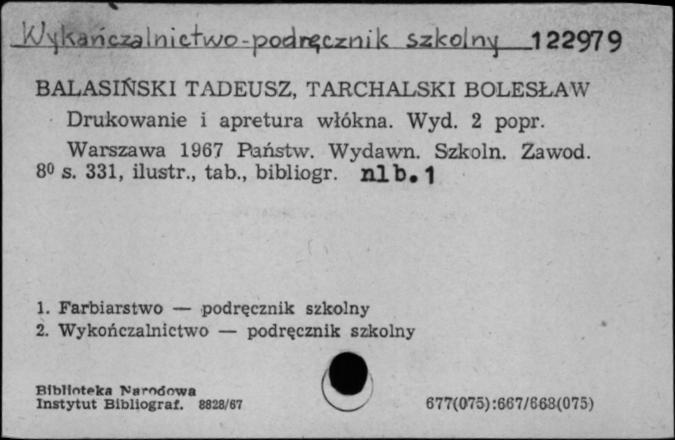 Wykańczalnictwo-podręcznik szkolny 122979
BALASIŃSKI TADEUSZ, TARCHALSKI BOLESŁAW
Drukowanie i apretura włókna. Wyd. 2 popr.
Warszawa 1967 Państw. Wydawn. Szkoln. Zawod.
8⁰ s. 331, ilustr., tab., bibliogr. nlb. 1
1. Farbiarstwo — podręcznik szkolny
2. Wykończalnictwo — podręcznik szkolny
Biblioteka Narodowa
Instytut Bibliograf. 8828/67
677(075):667/668(075)